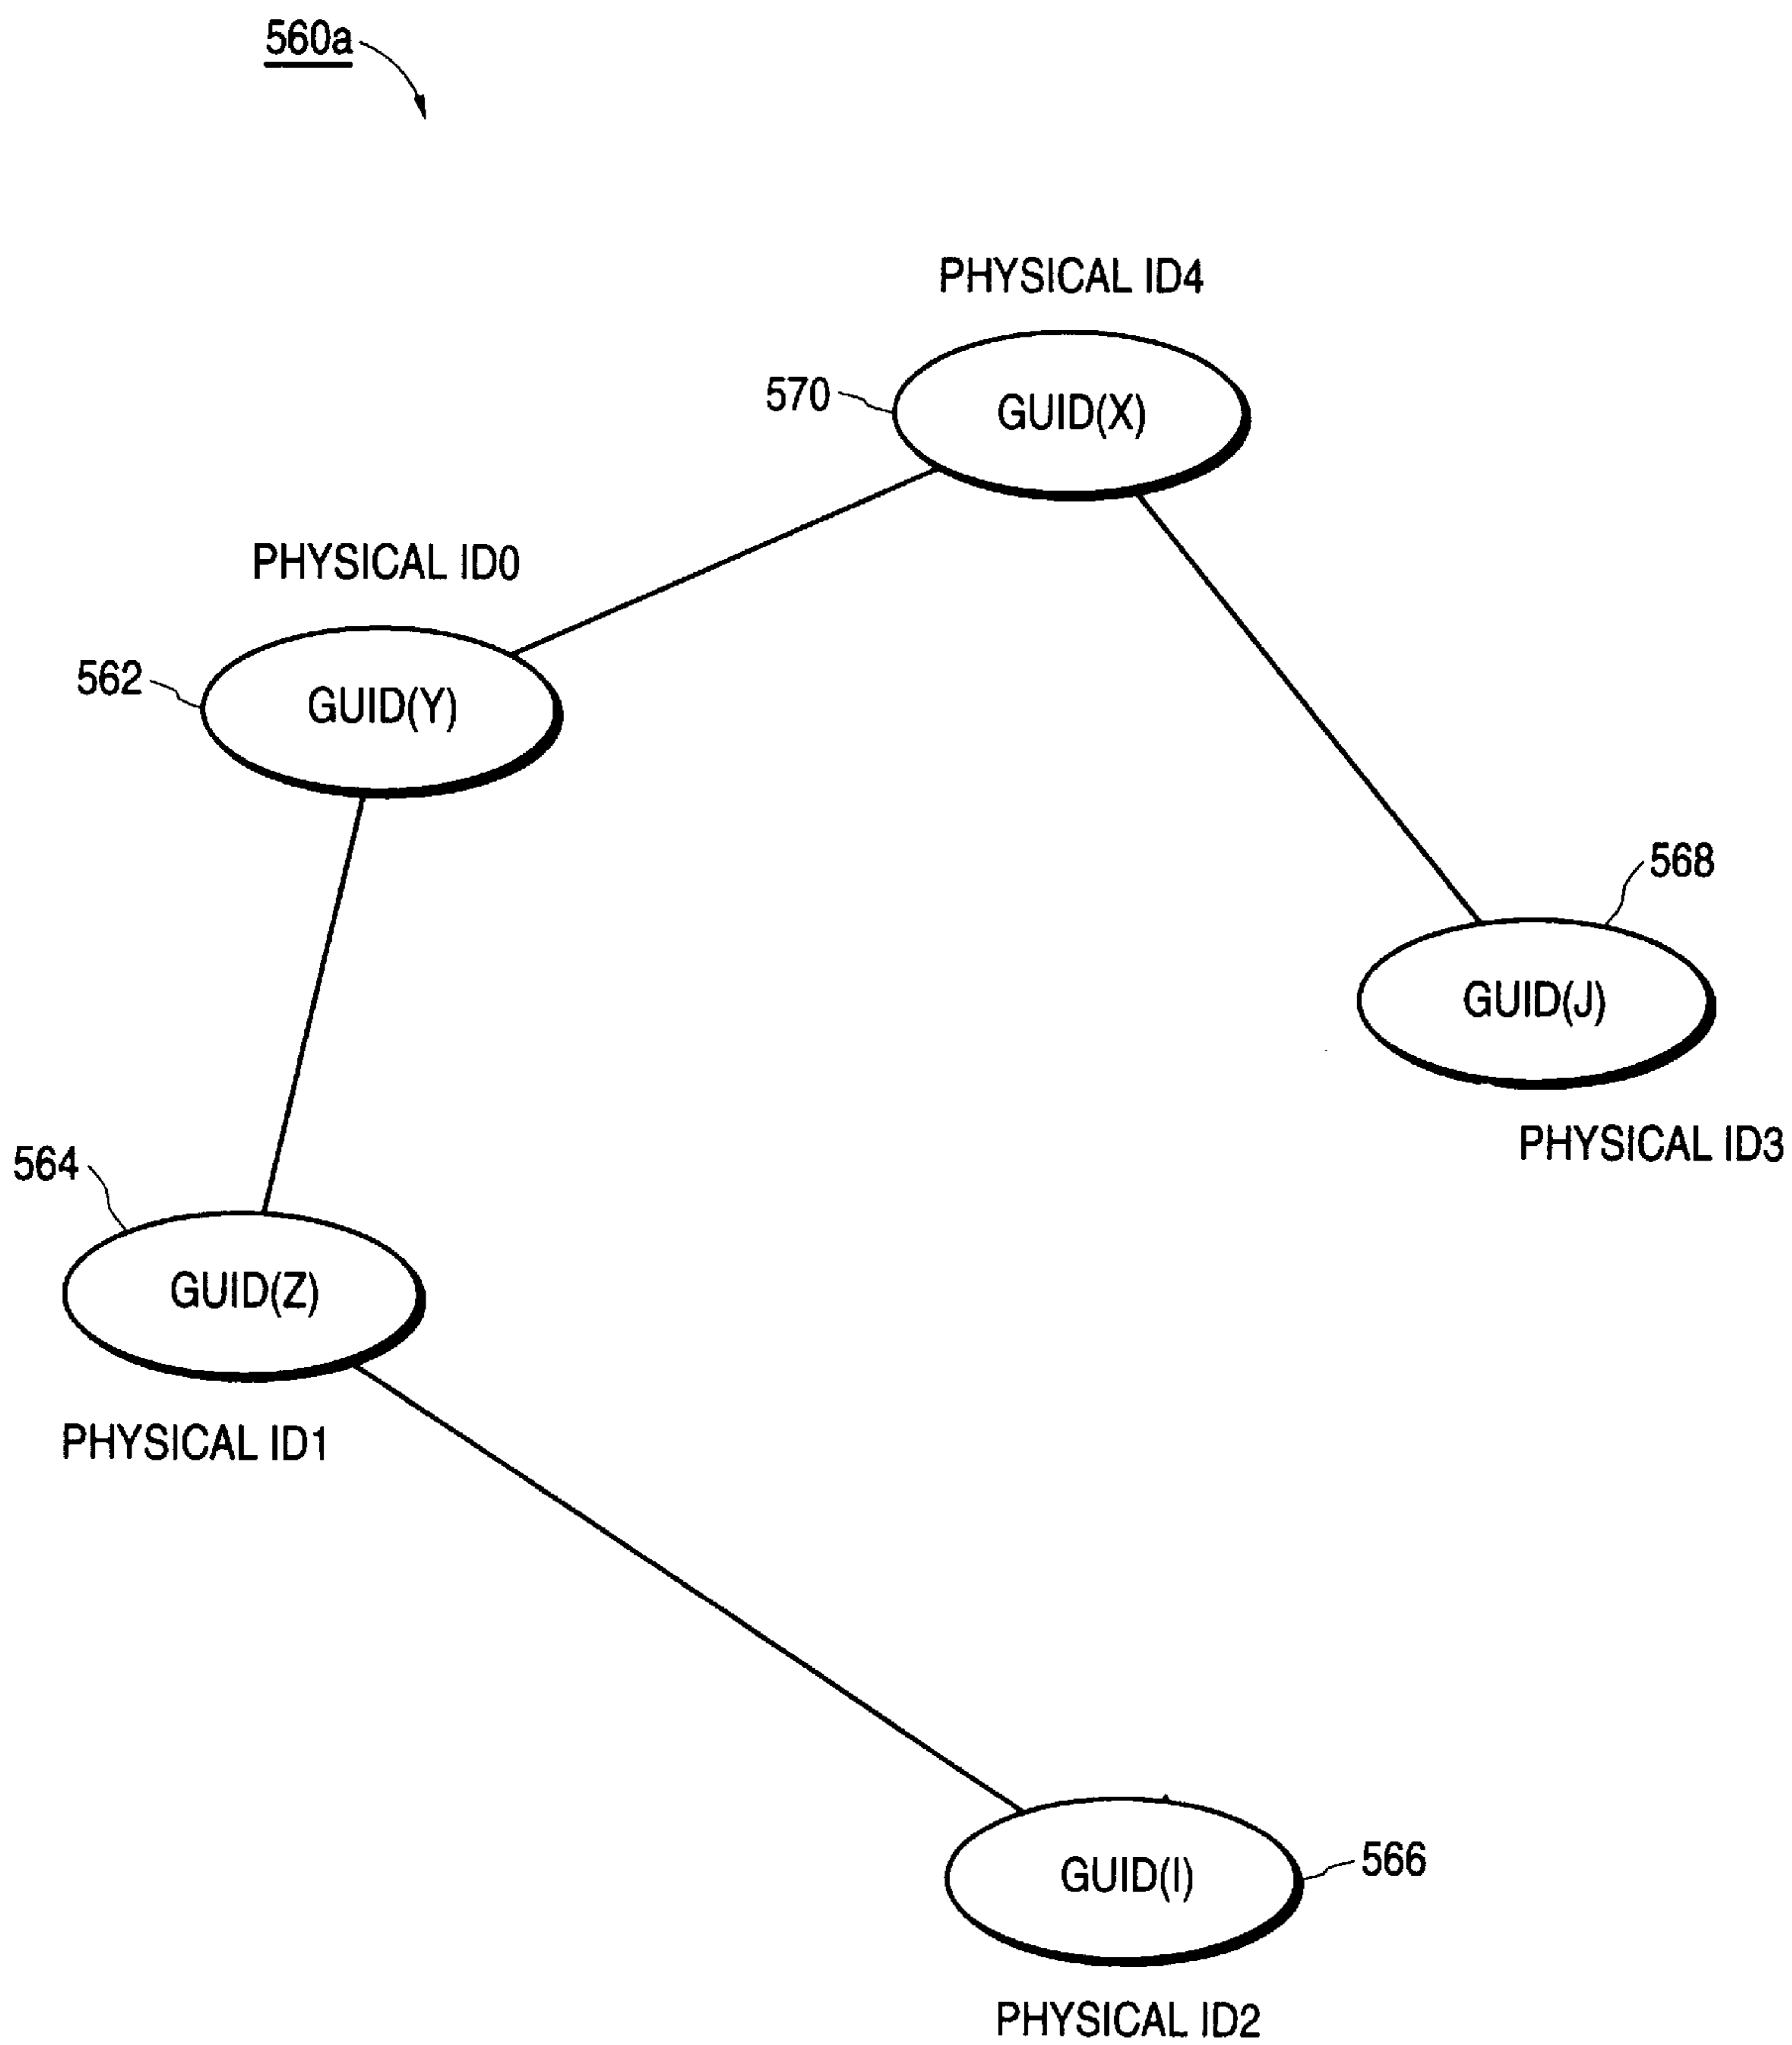 560a
PHYSICAL ID4
570
GUID(X)
PHYSICAL ID0
562
GUID(Y)
568
GUID(J)
PHYSICAL ID3
564
GUID(Z)
PHYSICAL ID1
GUID(I)
566
PHYSICAL ID2